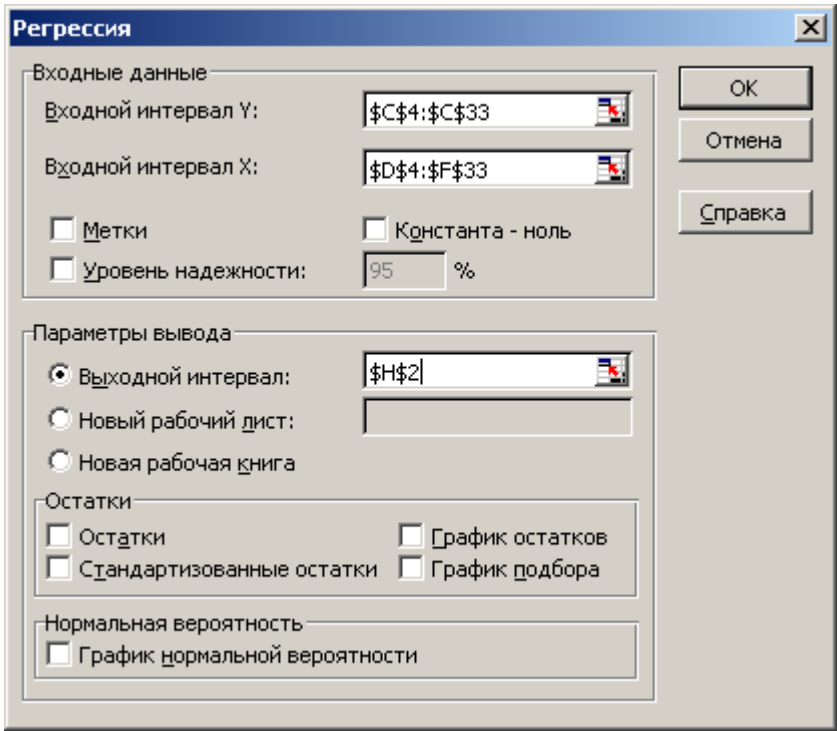 Регрессия
Входные данные
Входной интервал Y: $C$4:$C$33
Входной интервал X: $D$4:$F$33
Метки Константа - ноль
Уровень надежности: 95 %
OK
Отмена
Справка
Параметры вывода
Выходной интервал: $H$2
Новый рабочий лист:
Новая рабочая книга
Остатки
Остатки График остатков
Стандартизованные остатки График подбора
Нормальная вероятность
График нормальной вероятности